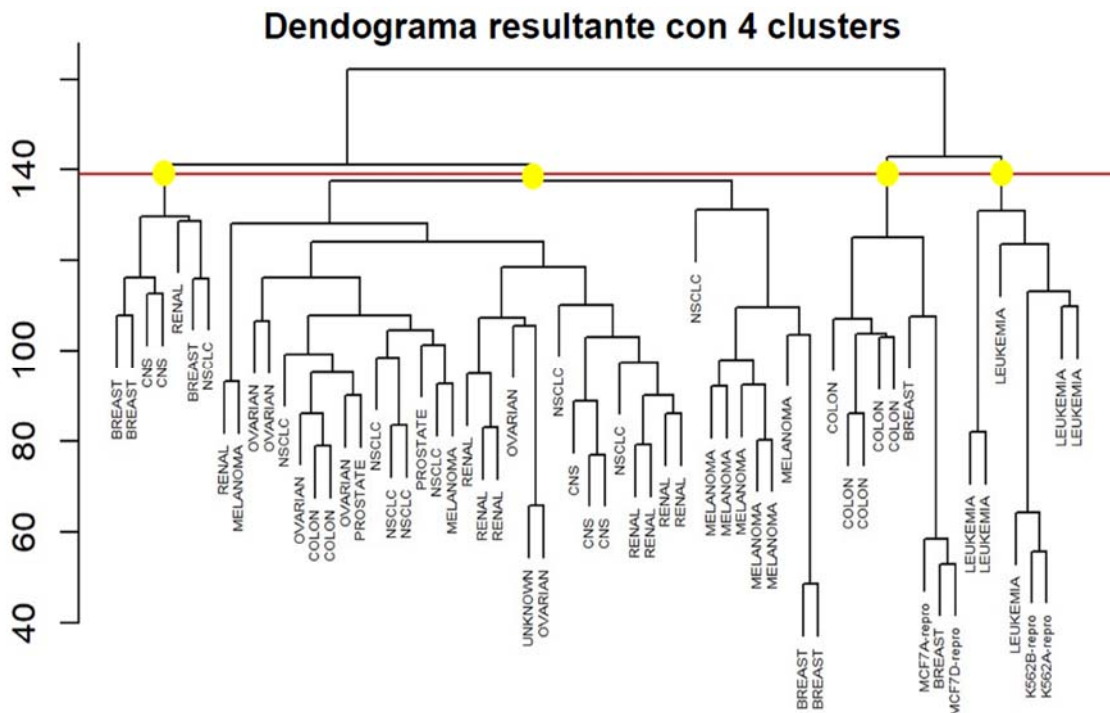 Dendograma resultante con 4 clusters
140
100
80
60
40
BREAST
BREAST
CNS
CNS
RENAL
BREAST
NSCLC
RENAL
MELANOMA
OVARIAN
OVARIAN
NSCLC
OVARIAN
COLON
COLON
OVARIAN
PROSTATE
NSCLC
NSCLC
NSCLC
PROSTATE
NSCLC
MELANOMA
RENAL
RENAL
RENAL
OVARIAN
UNKNOWN
OVARIAN
NSCLC
CNS
CNS
CNS
NSCLC
RENAL
RENAL
RENAL
RENAL
NSCLC
MELANOMA
MELANOMA
MELANOMA
MELANOMA
MELANOMA
MELANOMA
BREAST
BREAST
COLON
COLON
COLON
COLON
COLON
BREAST
MCF7A-repro
BREAST
MCF7D-repro
LEUKEMIA
LEUKEMIA
LEUKEMIA
LEUKEMIA
K562B-repro
K562A-repro
LEUKEMIA
LEUKEMIA